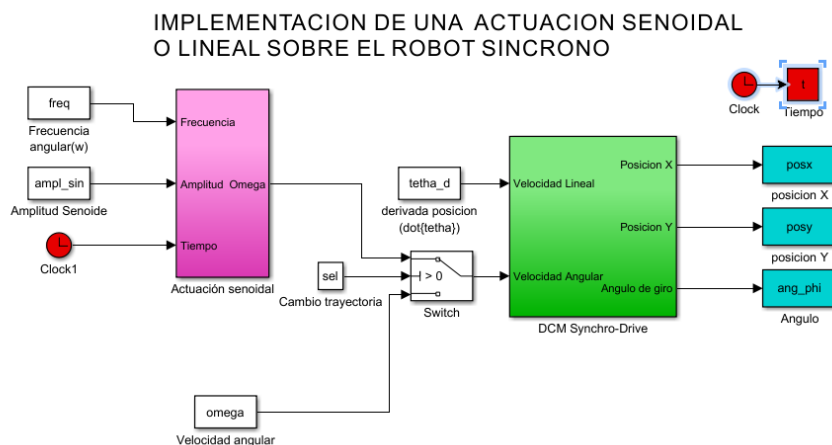 IMPLEMENTACION DE UNA ACTUACION SENOIDAL
O LINEAL SOBRE EL ROBOT SINCRONO
freq
Frecuencia
angular(w)
ampl_sin
Amplitud Senoide
Clock1
Frecuencia
Amplitud Omega
Tiempo
Actuación senoidal
tetha_d
derivada posicion
(dot{tetha})
sel
Cambio trayectoria
> 0
Switch
omega
Velocidad angular
Velocidad Lineal
Velocidad Angular
Posicion X
Posicion Y
Angulo de giro
DCM Synchro-Drive
Clock
t
Tiempo
posx
posicion X
posy
posicion Y
ang_phi
Angulo